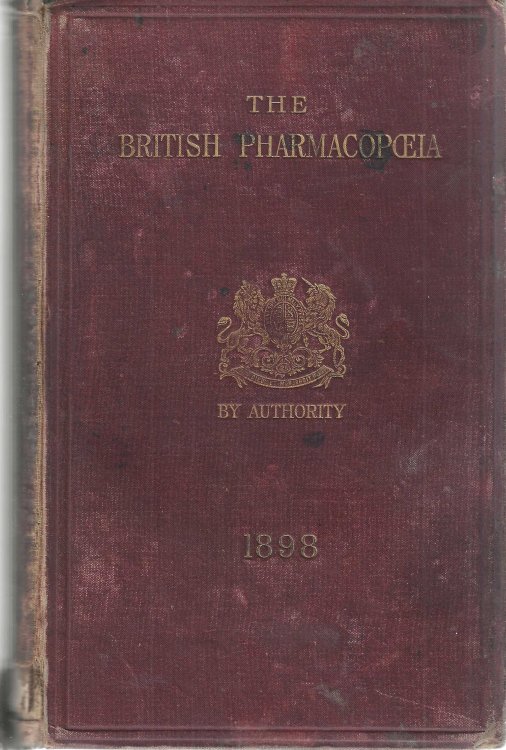 THE
BRITISH PHARMACOPŒIA
BY AUTHORITY
1898